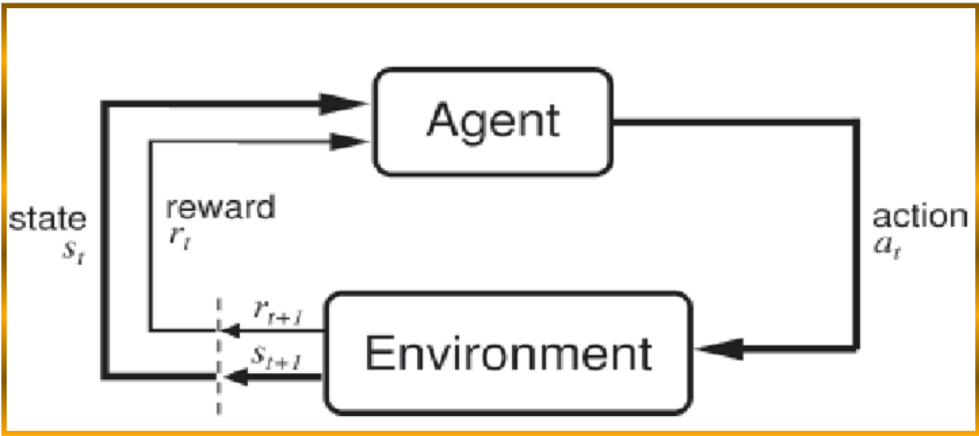 Agent
reward
r_t
state
s_t
action
a_t
r_{t+1}
s_{t+1}
Environment